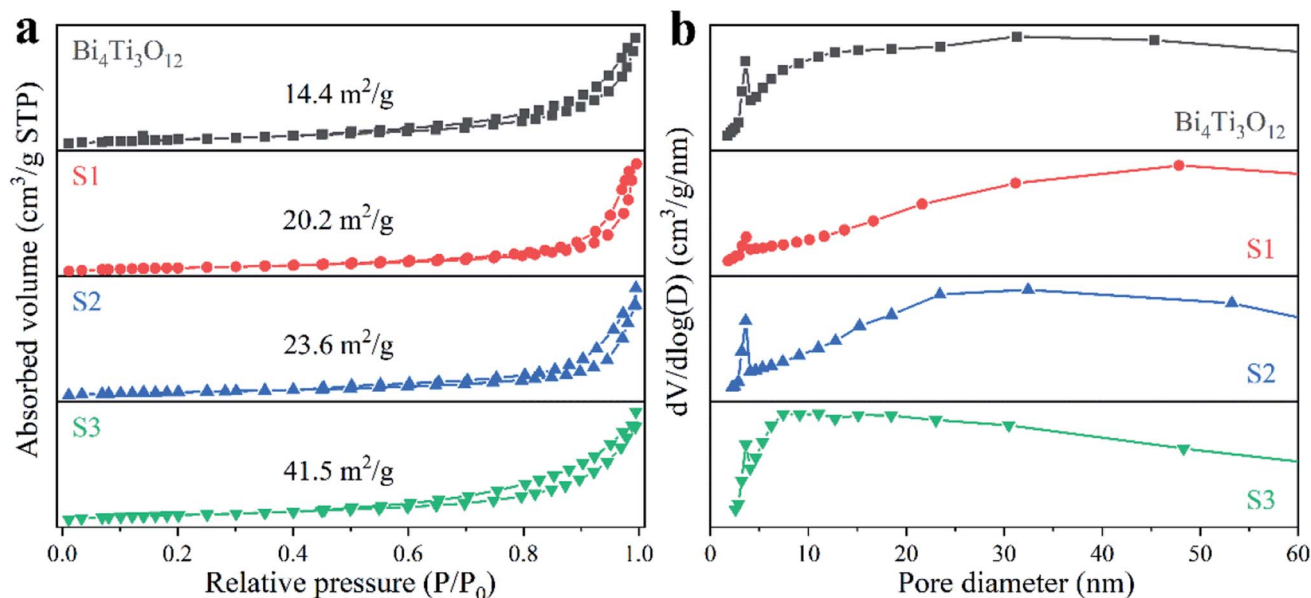 a
Bi₄Ti₃O₁₂
14.4 m²/g
S1
20.2 m²/g
S2
23.6 m²/g
S3
41.5 m²/g
Absorbed volume (cm³/g STP)
0.0 0.2 0.4 0.6 0.8 1.0
Relative pressure (P/P₀)
b
Bi₄Ti₃O₁₂
S1
S2
S3
dV/dlog(D) (cm³/g/nm)
0 10 20 30 40 50 60
Pore diameter (nm)